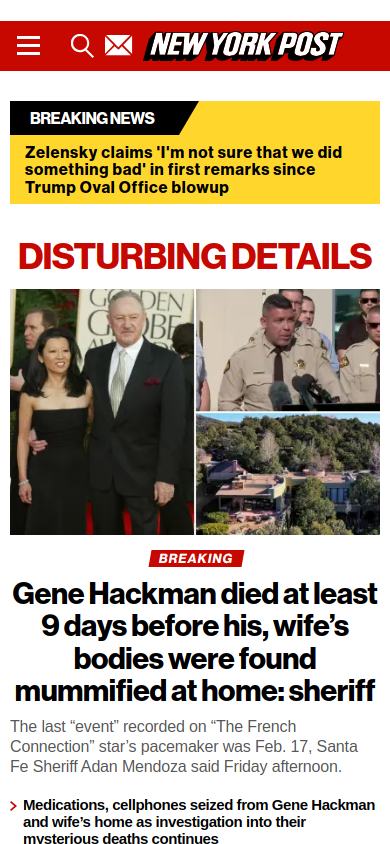 NEW YORK POST
BREAKING NEWS
Zelensky claims 'I'm not sure that we did
something bad' in first remarks since
Trump Oval Office blowup
DISTURBING DETAILS
GOLDEN
GLOBE
AWARDS
BREAKING
Gene Hackman died at least
9 days before his, wife’s
bodies were found
mummified at home: sheriff
The last “event” recorded on “The French
Connection” star’s pacemaker was Feb. 17, Santa
Fe Sheriff Adan Mendoza said Friday afternoon.
Medications, cellphones seized from Gene Hackman
and wife’s home as investigation into their
mysterious deaths continues